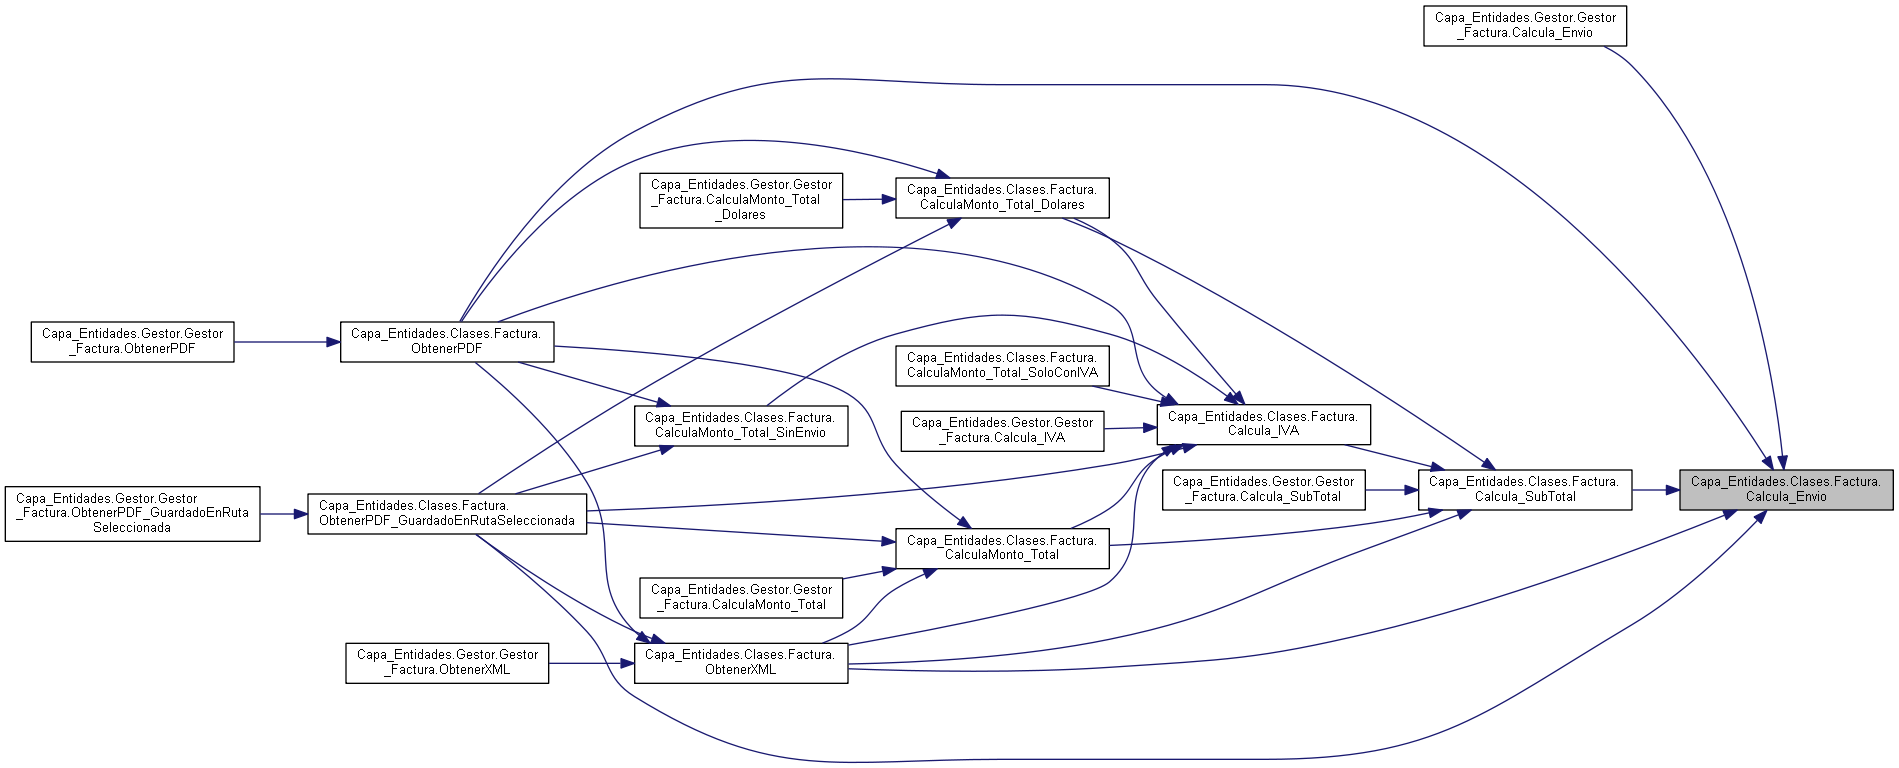 Capa_Entidades.Gestor.Gestor
_Factura.Calcula_Envio
Capa_Entidades.Gestor.Gestor
_Factura.CalculaMonto_Total
_Dolares
Capa_Entidades.Clases.Factura.
CalculaMonto_Total_Dolares
Capa_Entidades.Gestor.Gestor
_Factura.ObtenerPDF
Capa_Entidades.Clases.Factura.
ObtenerPDF
Capa_Entidades.Clases.Factura.
CalculaMonto_Total_SoloConIVA
Capa_Entidades.Clases.Factura.
CalculaMonto_Total_SinEnvio
Capa_Entidades.Gestor.Gestor
_Factura.Calcula_IVA
Capa_Entidades.Clases.Factura.
Calcula_IVA
Capa_Entidades.Gestor.Gestor
_Factura.Calcula_SubTotal
Capa_Entidades.Clases.Factura.
Calcula_SubTotal
Capa_Entidades.Clases.Factura.
Calcula_Envio
Capa_Entidades.Gestor.Gestor
_Factura.ObtenerPDF_GuardadoEnRuta
Seleccionada
Capa_Entidades.Clases.Factura.
ObtenerPDF_GuardadoEnRutaSeleccionada
Capa_Entidades.Clases.Factura.
CalculaMonto_Total
Capa_Entidades.Gestor.Gestor
_Factura.CalculaMonto_Total
Capa_Entidades.Gestor.Gestor
_Factura.ObtenerXML
Capa_Entidades.Clases.Factura.
ObtenerXML